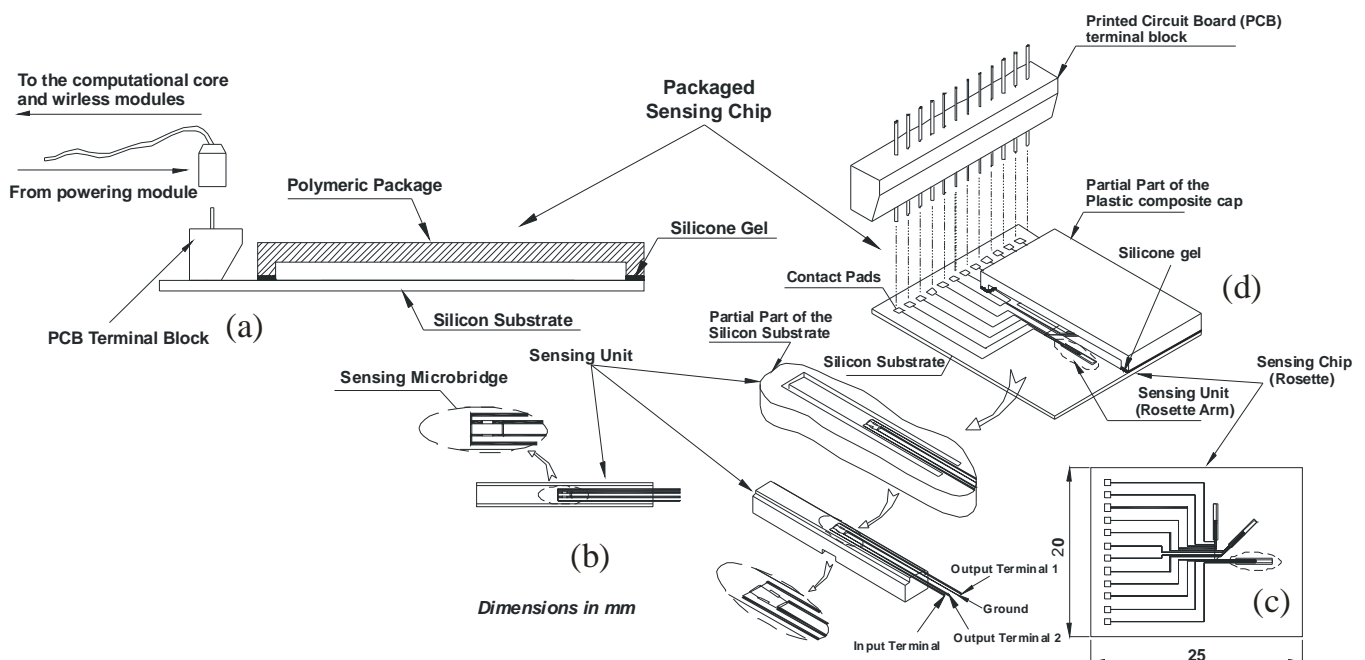 To the computational core
and wirless modules
From powering module
Polymeric Package
Packaged
Sensing Chip
Silicone Gel
PCB Terminal Block
(a)
Silicon Substrate
Printed Circuit Board (PCB)
terminal block
Partial Part of the
Plastic composite cap
Silicone gel
Contact Pads
(d)
Silicon Substrate
Sensing Unit
(Rosette Arm)
Sensing Chip
(Rosette)
Partial Part of the
Silicon Substrate
Sensing Unit
Sensing Microbridge
(b)
Dimensions in mm
Output Terminal 1
Ground
Output Terminal 2
Input Terminal
20
(c)
25